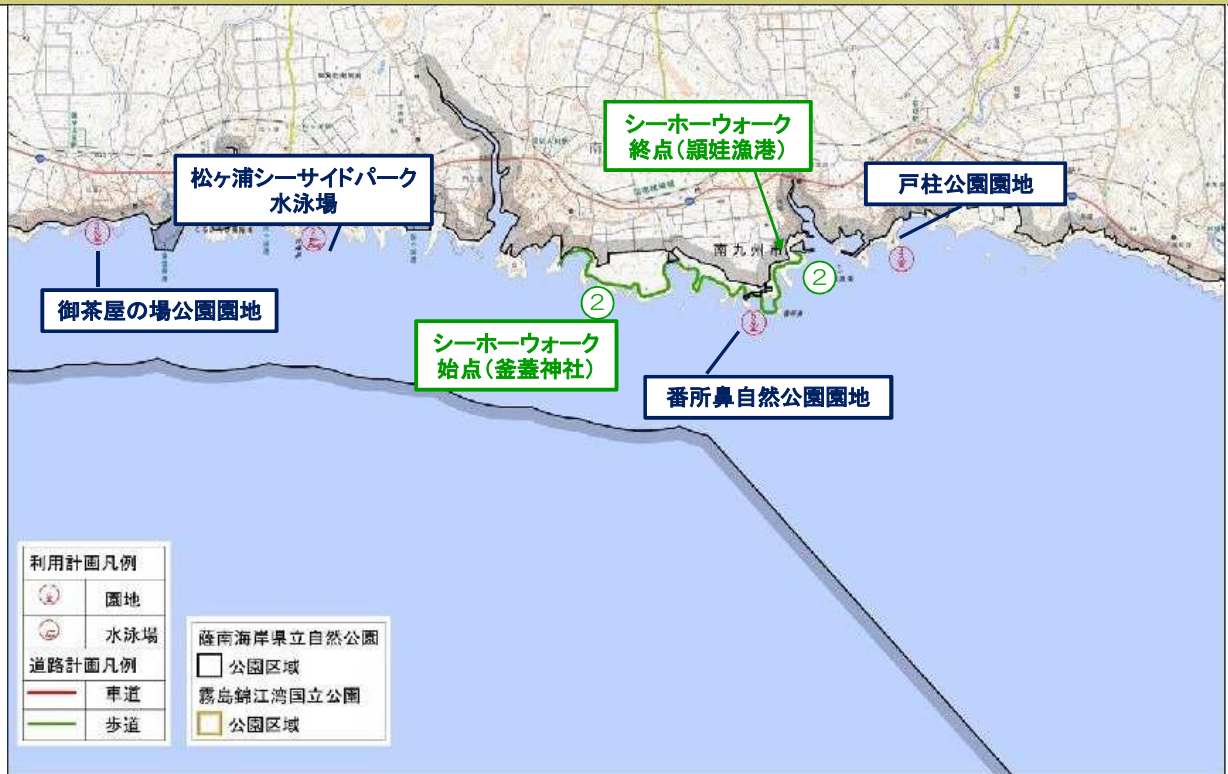 シーホーウォーク
終点(頴娃漁港)
松ヶ浦シーサイドパーク
水泳場
戸柱公園園地
南九州市
②
御茶屋の場公園園地
②
シーホーウォーク
始点(釜蓋神社)
番所鼻
番所鼻自然公園園地
利用計画凡例
園地
水泳場
道路計画凡例
車道
歩道
薩南海岸県立自然公園
公園区域
霧島錦江湾国立公園
公園区域